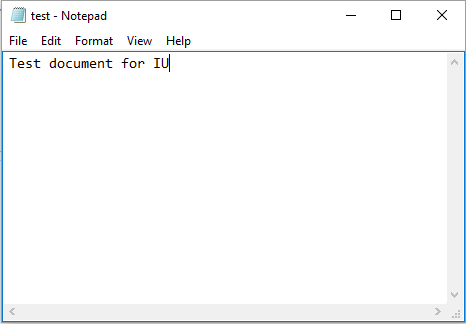 test - Notepad
File Edit Format View Help
Test document for IU